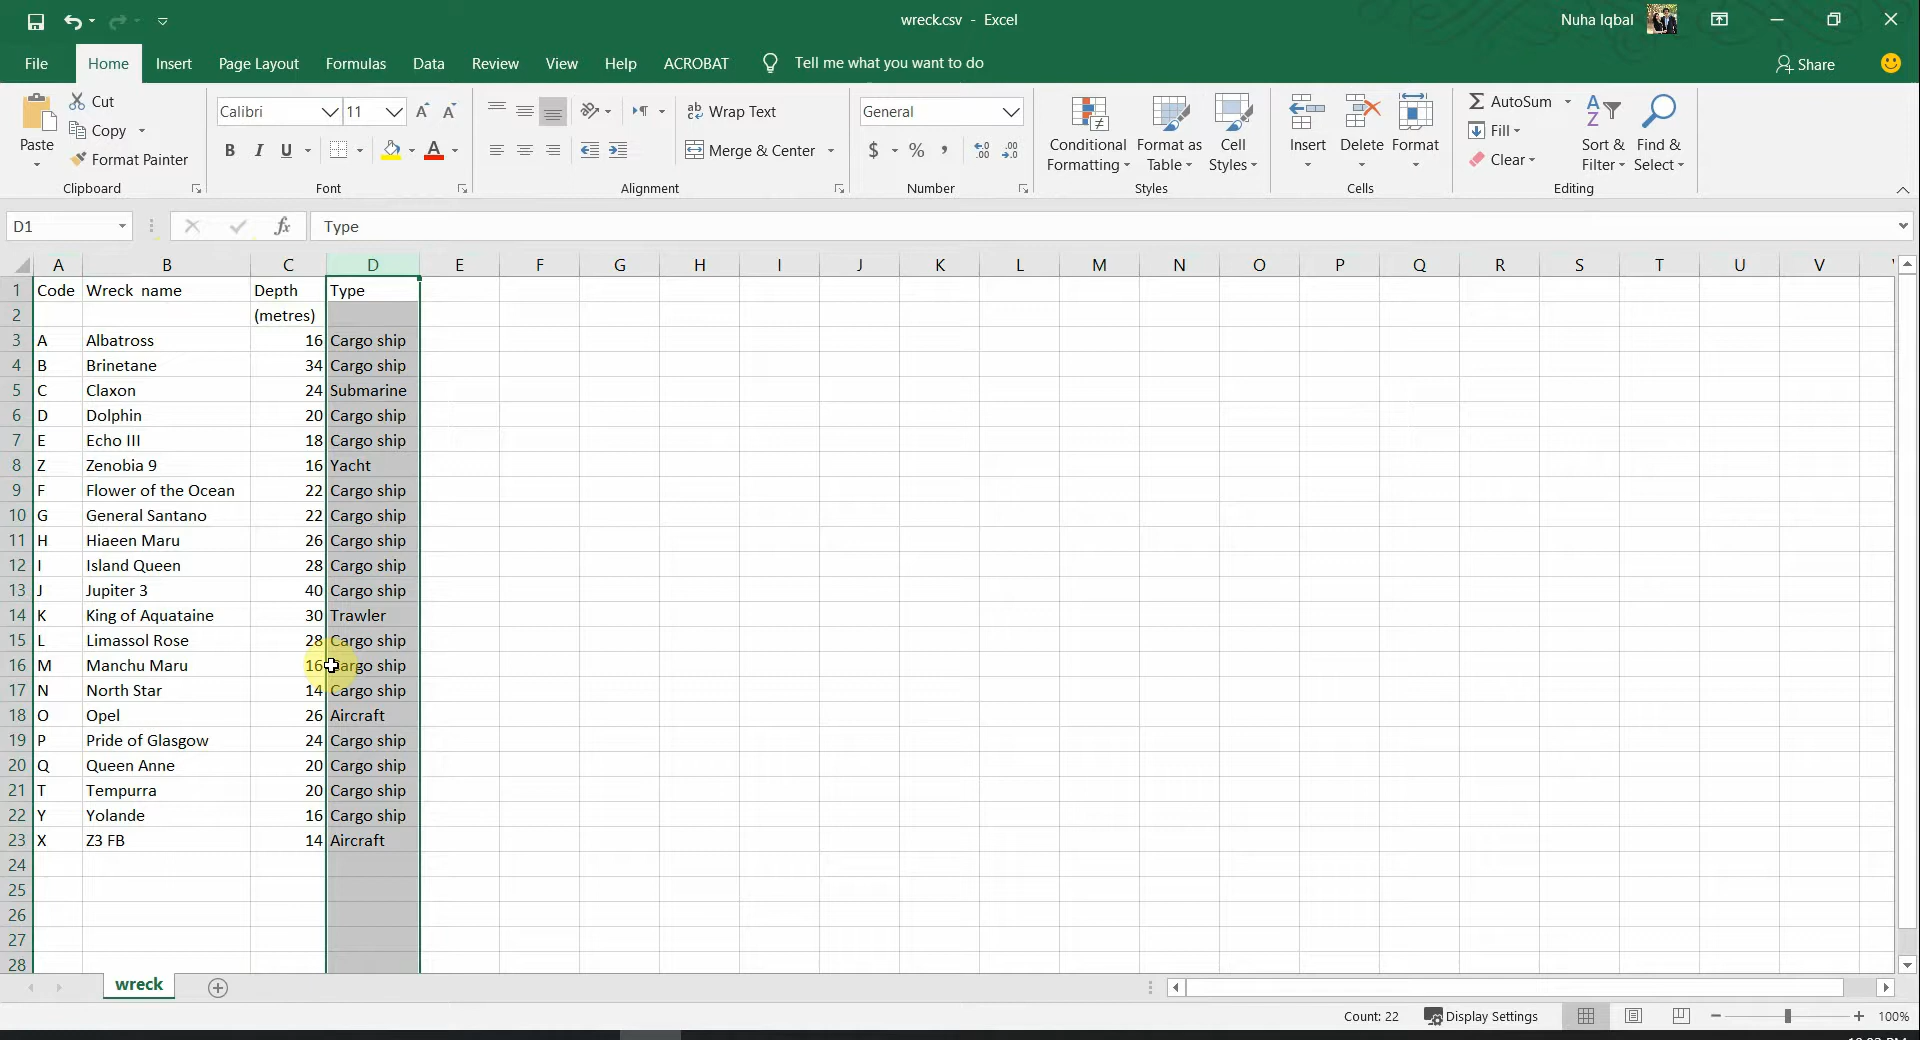 wreck.csv - Excel
Nuha Iqbal
File Home Insert Page Layout Formulas Data Review View Help ACROBAT Tell me what you want to do Share
Paste Cut Copy Format Painter Clipboard
Calibri 11 B I U A Font
Wrap Text Merge & Center Alignment
General $ % , Number
Conditional Formatting Format as Table Cell Styles Styles
Insert Delete Format Cells
AutoSum Fill Clear Sort & Filter Find & Select Editing
D1 fx Type
A B C D E F G H I J K L M N O P Q R S T U V
1 Code Wreck name Depth Type
2 (metres)
3 A Albatross 16 Cargo ship
4 B Brinetane 34 Cargo ship
5 C Claxon 24 Submarine
6 D Dolphin 20 Cargo ship
7 E Echo III 18 Cargo ship
8 Z Zenobia 9 16 Yacht
9 F Flower of the Ocean 22 Cargo ship
10 G General Santano 22 Cargo ship
11 H Hiaeen Maru 26 Cargo ship
12 I Island Queen 28 Cargo ship
13 J Jupiter 3 40 Cargo ship
14 K King of Aquataine 30 Trawler
15 L Limassol Rose 28 Cargo ship
16 M Manchu Maru 16 Cargo ship
17 N North Star 14 Cargo ship
18 O Opel 26 Aircraft
19 P Pride of Glasgow 24 Cargo ship
20 Q Queen Anne 20 Cargo ship
21 T Tempurra 20 Cargo ship
22 Y Yolande 16 Cargo ship
23 X Z3 FB 14 Aircraft
24
25
26
27
28
wreck
Count: 22 Display Settings 100%